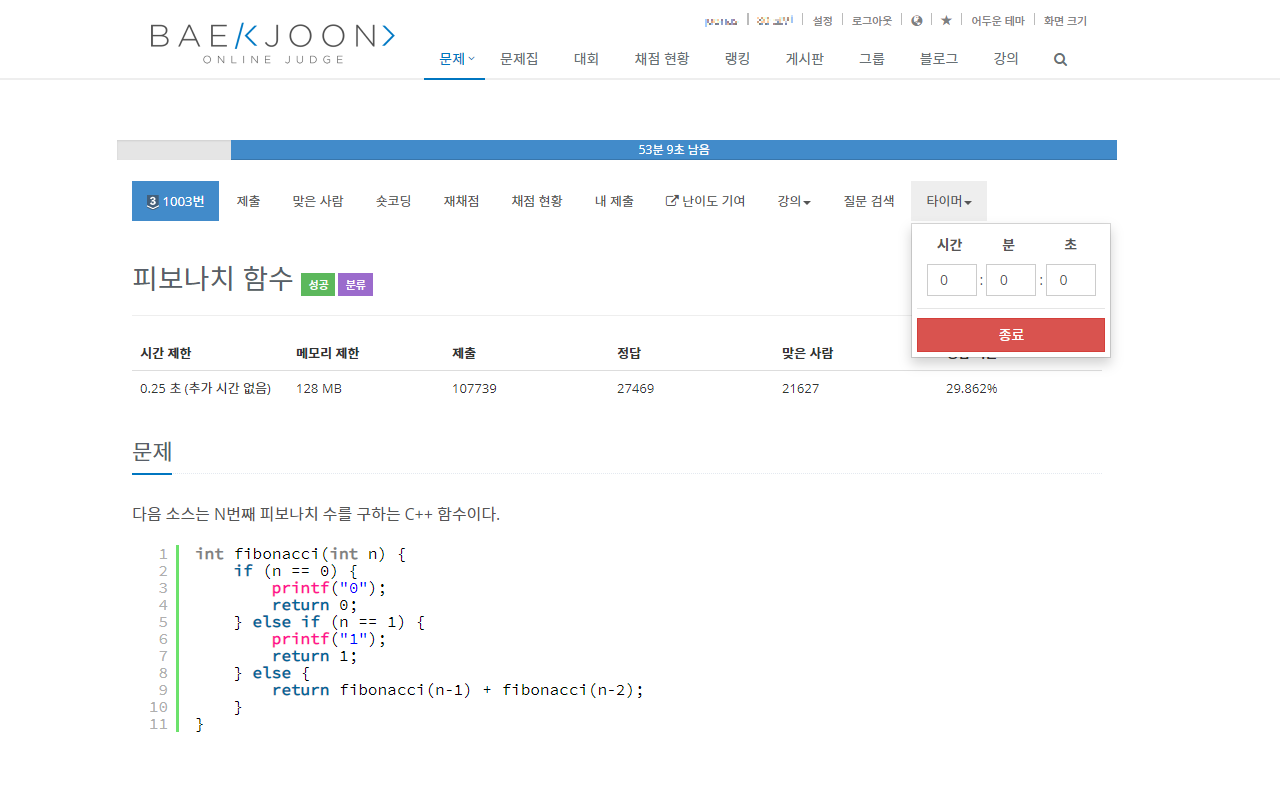 설정 로그아웃 어두운 테마 화면 크기
BAEKJOON>
ONLINE JUDGE
문제 문제집 대회 채점 현황 랭킹 게시판 그룹 블로그 강의
53분 9초 남음
3 1003번 제출 맞은 사람 숏코딩 재채점 채점 현황 내 제출 난이도 기여 강의 질문 검색 타이머
시간 분 초
0 : 0 : 0
종료
피보나치 함수 성공 분류
시간 제한 메모리 제한 제출 정답 맞은 사람
0.25 초 (추가 시간 없음) 128 MB 107739 27469 21627 29.862%
문제
다음 소스는 N번째 피보나치 수를 구하는 C++ 함수이다.
1 int fibonacci(int n) {
2 if (n == 0) {
3 printf("0");
4 return 0;
5 } else if (n == 1) {
6 printf("1");
7 return 1;
8 } else {
9 return fibonacci(n-1) + fibonacci(n-2);
10 }
11 }